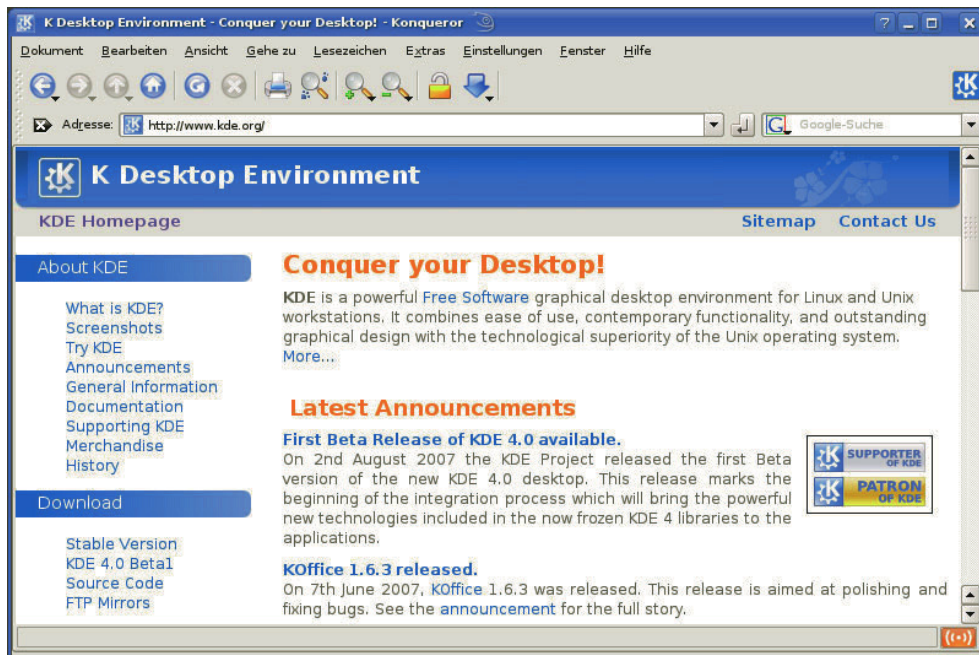 K Desktop Environment - Conquer your Desktop! - Konqueror
Dokument Bearbeiten Ansicht Gehe zu Lesezeichen Extras Einstellungen Fenster Hilfe
Adresse: http://www.kde.org/ Google-Suche
K Desktop Environment
KDE Homepage Sitemap Contact Us
About KDE
What is KDE?
Screenshots
Try KDE
Announcements
General Information
Documentation
Supporting KDE
Merchandise
History
Download
Stable Version
KDE 4.0 Beta1
Source Code
FTP Mirrors
Conquer your Desktop!
KDE is a powerful Free Software graphical desktop environment for Linux and Unix
workstations. It combines ease of use, contemporary functionality, and outstanding
graphical design with the technological superiority of the Unix operating system.
More...
Latest Announcements
First Beta Release of KDE 4.0 available.
On 2nd August 2007 the KDE Project released the first Beta
version of the new KDE 4.0 desktop. This release marks the
beginning of the integration process which will bring the powerful
new technologies included in the now frozen KDE 4 libraries to the
applications.
SUPPORTER
OF KDE
PATRON
OF KDE
KOffice 1.6.3 released.
On 7th June 2007, KOffice 1.6.3 was released. This release is aimed at polishing and
fixing bugs. See the announcement for the full story.